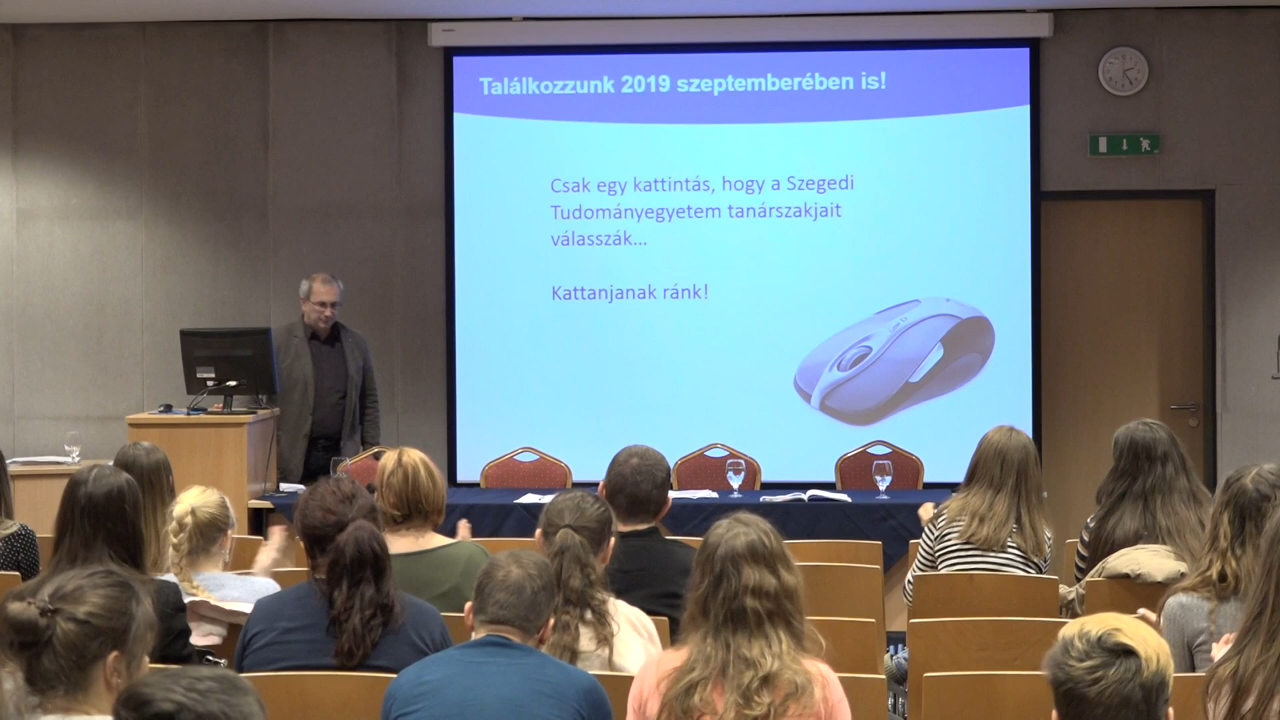 Találkozzunk 2019 szeptemberében is!
Csak egy kattintás, hogy a Szegedi
Tudományegyetem tanárszakjait
válasszák...
Kattanjanak ránk!